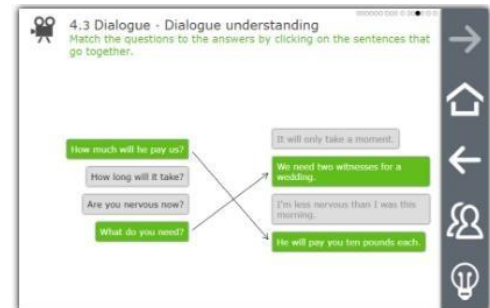 4.3 Dialogue - Dialogue understanding
Match the questions to the answers by clicking on the sentences that
go together.
How much will he pay us?
How long will it take?
Are you nervous now?
What do you need?
It will only take a moment.
We need two witnesses for a
wedding.
I'm less nervous than I was this
morning.
He will pay you ten pounds each.